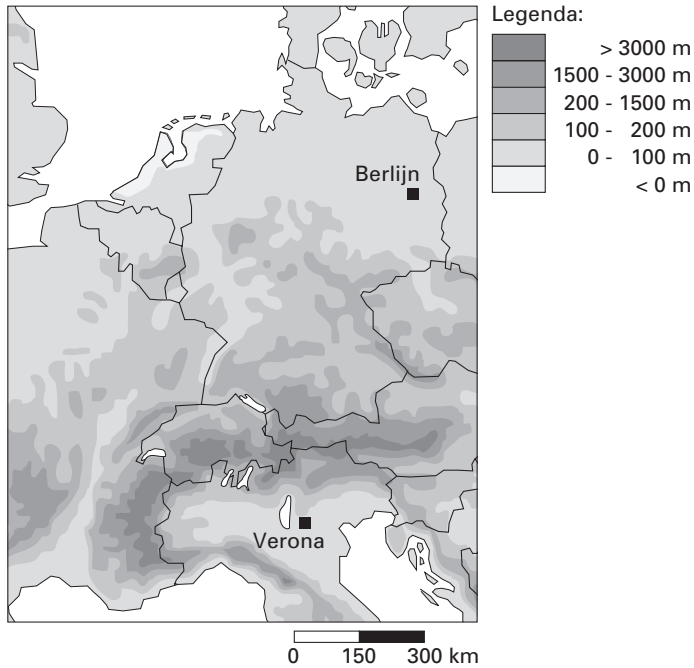 Legenda:
> 3000 m
1500 - 3000 m
200 - 1500 m
100 - 200 m
0 - 100 m
< 0 m
Berlijn
Verona
0 150 300 km